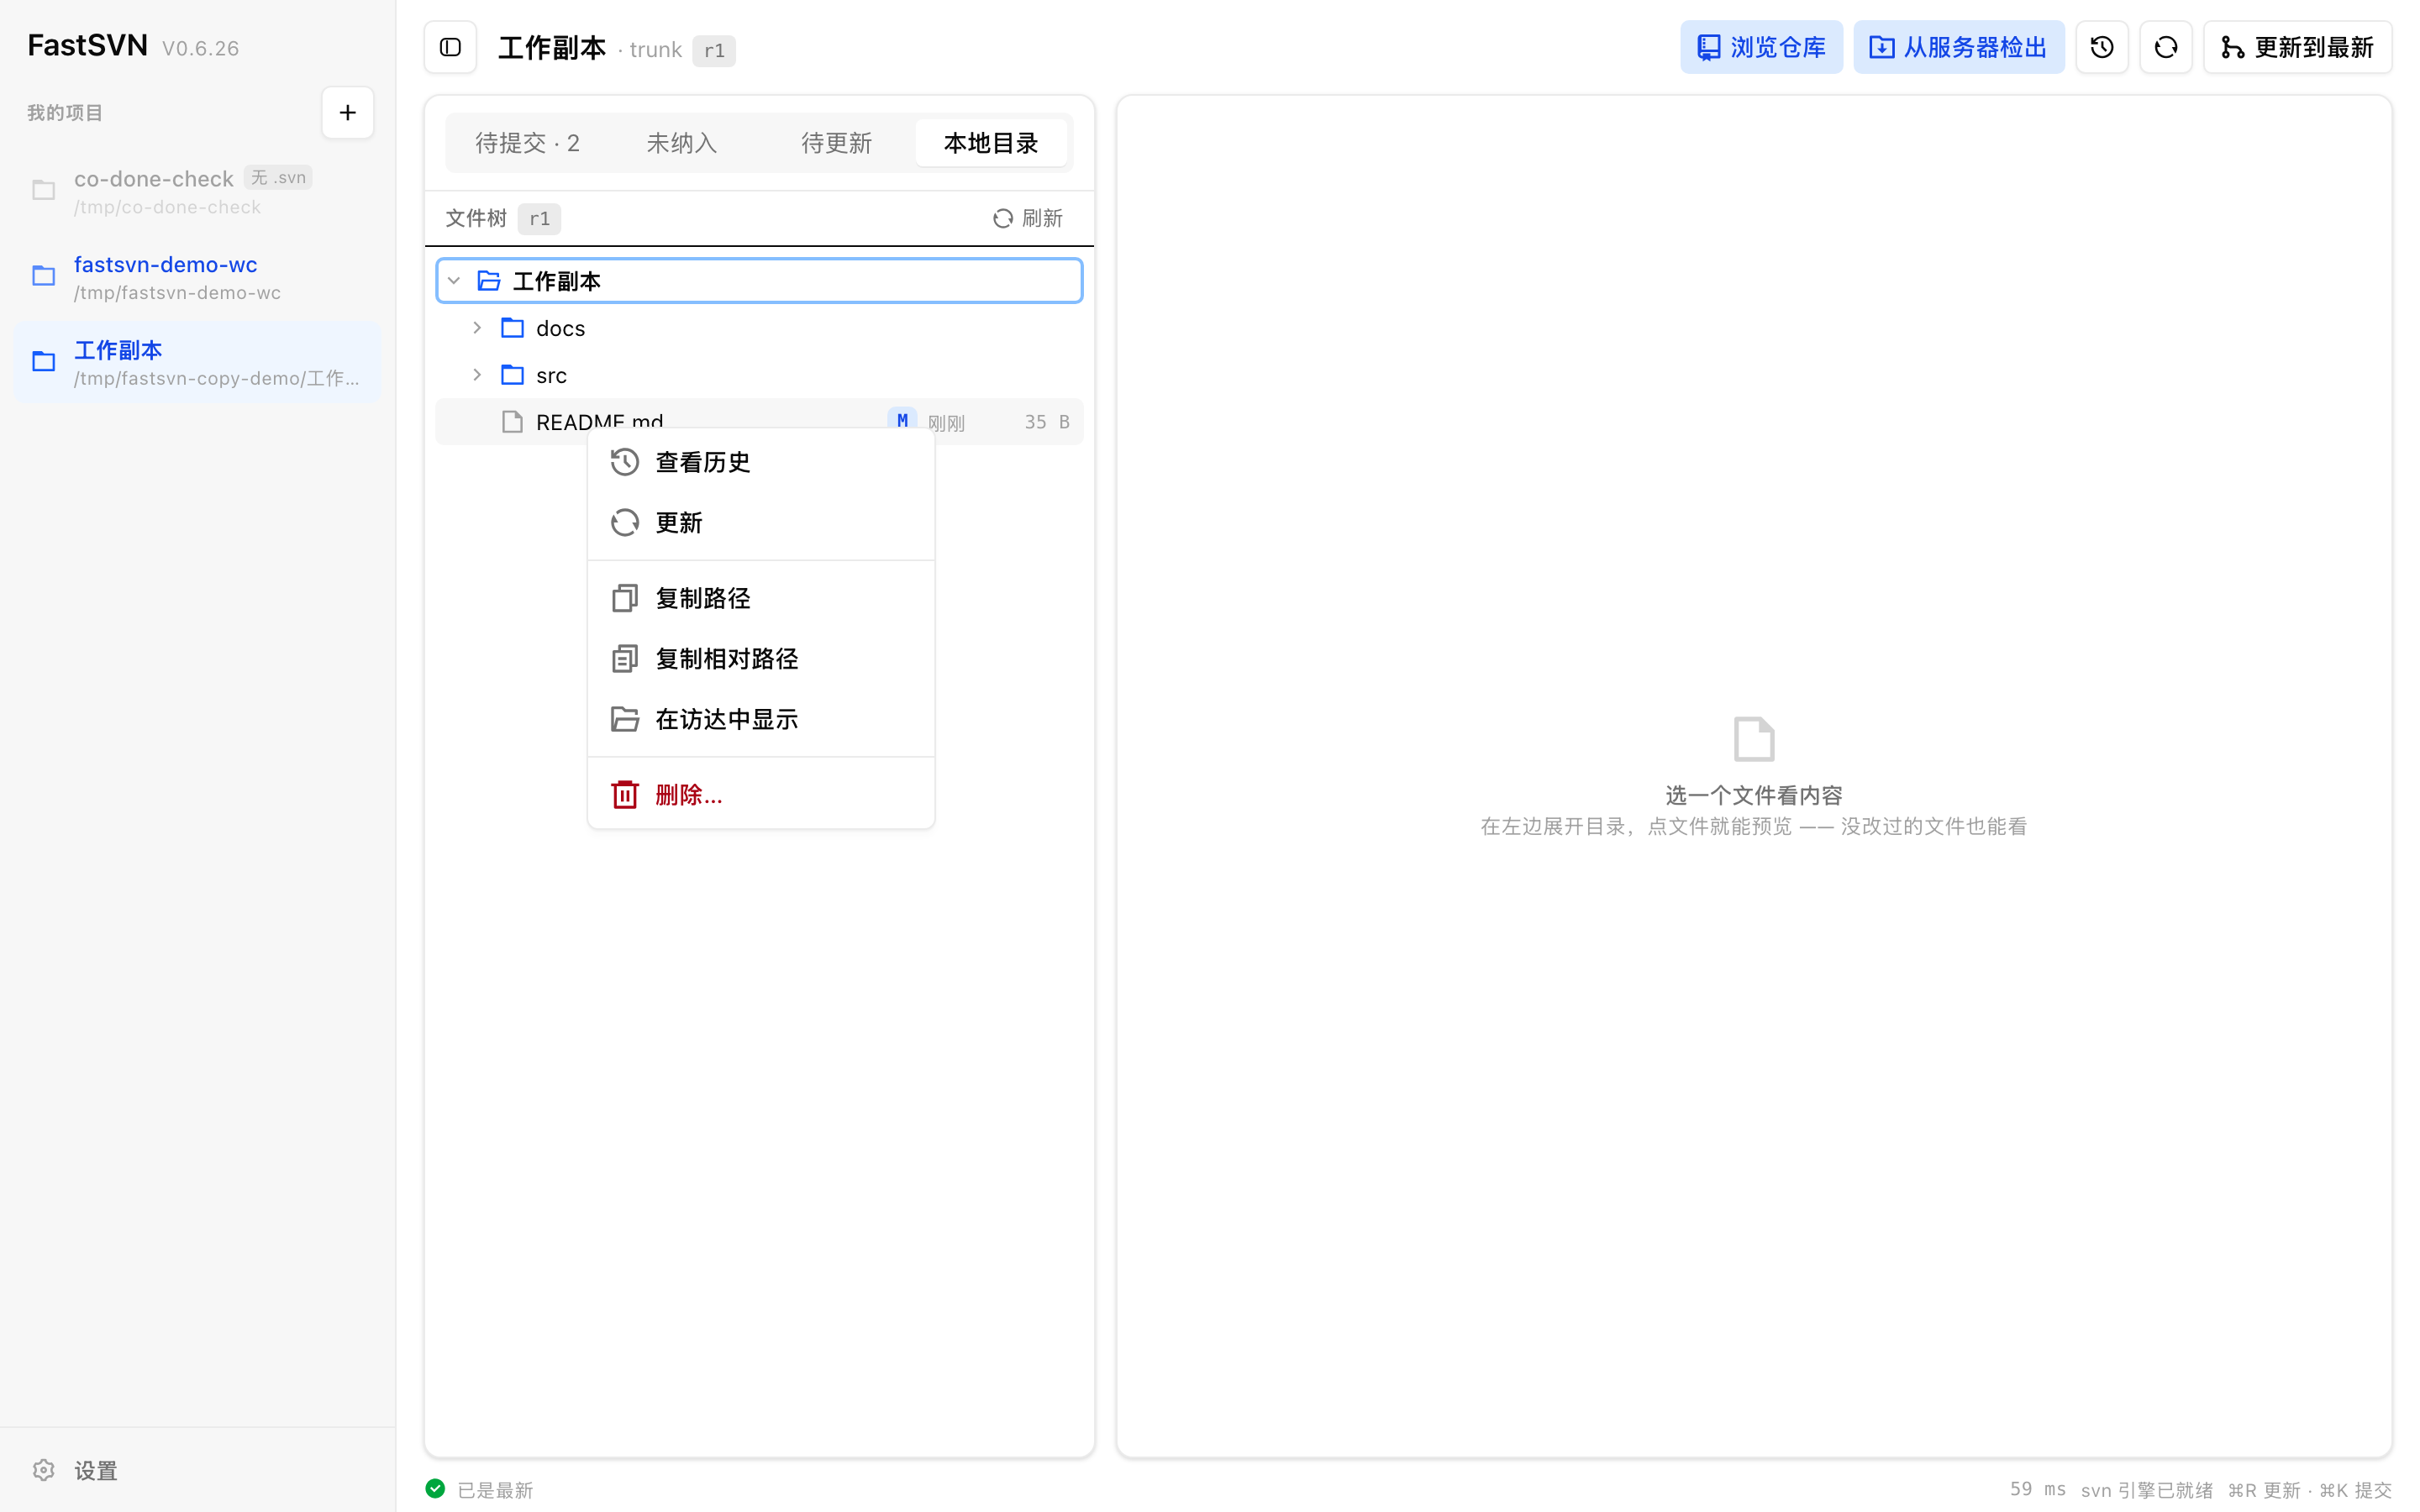 FastSVN V0.6.26
我的项目
co-done-check 无 .svn
/tmp/co-done-check
fastsvn-demo-wc
/tmp/fastsvn-demo-wc
工作副本
/tmp/fastsvn-copy-demo/工作...
设置
工作副本 · trunk r1
浏览仓库
从服务器检出
更新到最新
待提交 · 2
未纳入
待更新
本地目录
文件树 r1
刷新
工作副本
docs
src
README.md M 刚刚 35 B
查看历史
更新
复制路径
复制相对路径
在访达中显示
删除...
选一个文件看内容
在左边展开目录，点文件就能预览 —— 没改过的文件也能看
已是最新
59 ms svn 引擎已就绪 ⌘R 更新 · ⌘K 提交